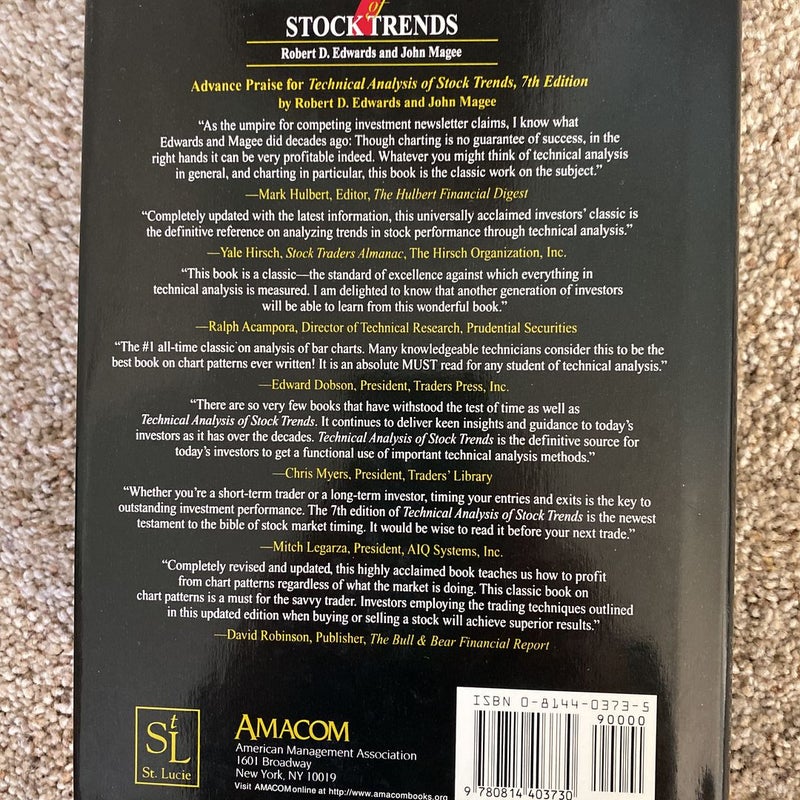 of
STOCK TRENDS
Robert D. Edwards and John Magee
Advance Praise for Technical Analysis of Stock Trends, 7th Edition
by Robert D. Edwards and John Magee
“As the umpire for competing investment newsletter claims, I know what
Edwards and Magee did decades ago: Though charting is no guarantee of success, in the
right hands it can be very profitable indeed. Whatever you might think of technical analysis
in general, and charting in particular, this book is the classic work on the subject.”
—Mark Hulbert, Editor, The Hulbert Financial Digest
“Completely updated with the latest information, this universally acclaimed investors’ classic is
the definitive reference on analyzing trends in stock performance through technical analysis.”
—Yale Hirsch, Stock Traders Almanac, The Hirsch Organization, Inc.
“This book is a classic—the standard of excellence against which everything in
technical analysis is measured. I am delighted to know that another generation of investors
will be able to learn from this wonderful book.”
—Ralph Acampora, Director of Technical Research, Prudential Securities
“The #1 all-time classic on analysis of bar charts. Many knowledgeable technicians consider this to be the
best book on chart patterns ever written! It is an absolute MUST read for any student of technical analysis.”
—Edward Dobson, President, Traders Press, Inc.
“There are so very few books that have withstood the test of time as well as
Technical Analysis of Stock Trends. It continues to deliver keen insights and guidance to today’s
investors as it has over the decades. Technical Analysis of Stock Trends is the definitive source for
today’s investors to get a functional use of important technical analysis methods.”
—Chris Myers, President, Traders’ Library
“Whether you’re a short-term trader or a long-term investor, timing your entries and exits is the key to
outstanding investment performance. The 7th edition of Technical Analysis of Stock Trends is the newest
testament to the bible of stock market timing. It would be wise to read it before your next trade.”
—Mitch Legarza, President, AIQ Systems, Inc.
“Completely revised and updated, this highly acclaimed book teaches us how to profit
from chart patterns regardless of what the market is doing. This classic book on
chart patterns is a must for the savvy trader. Investors employing the trading techniques outlined
in this updated edition when buying or selling a stock will achieve superior results.”
—David Robinson, Publisher, The Bull & Bear Financial Report
StL
St. Lucie
AMACOM
American Management Association
1601 Broadway
New York, NY 10019
Visit AMACOM online at http://www.amacombooks.org
ISBN 0-8144-0373-5
90000
9 780814 403730